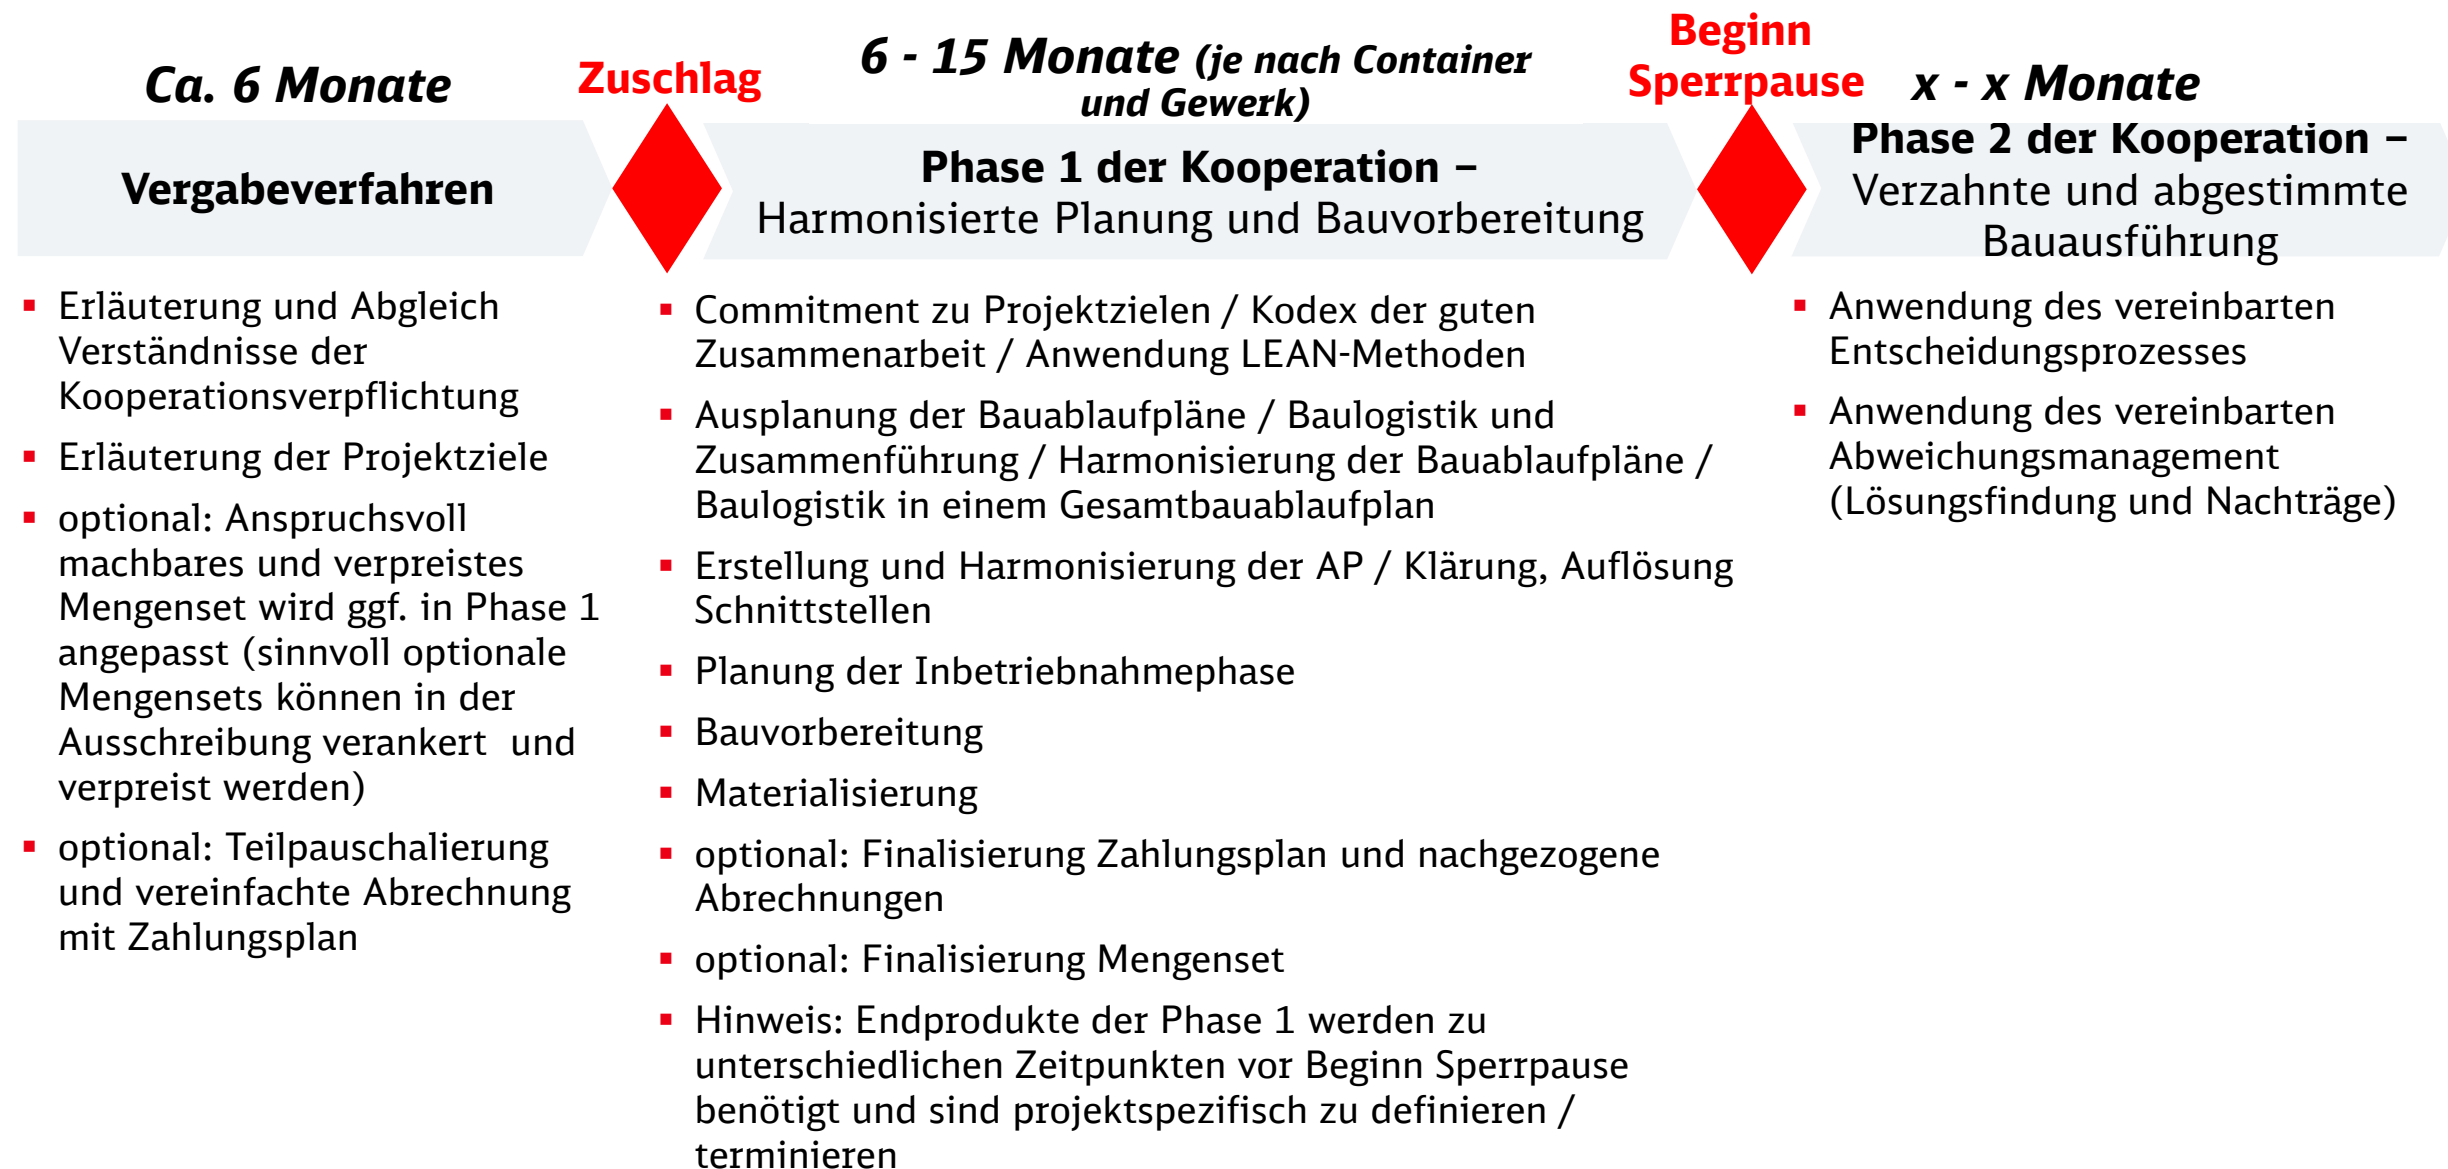 Ca. 6 Monate
Zuschlag
6 - 15 Monate (je nach Container
und Gewerk)
Beginn
Sperrpause
x - x Monate
Vergabeverfahren
Phase 1 der Kooperation –
Harmonisierte Planung und Bauvorbereitung
Phase 2 der Kooperation –
Verzahnte und abgestimmte
Bauausführung
▪ Erläuterung und Abgleich
Verständnisse der
Kooperationsverpflichtung
▪ Erläuterung der Projektziele
▪ optional: Anspruchsvoll
machbares und verpreistes
Mengenset wird ggf. in Phase 1
angepasst (sinnvoll optionale
Mengensets können in der
Ausschreibung verankert  und
verpreist werden)
▪ optional: Teilpauschalierung
und vereinfachte Abrechnung
mit Zahlungsplan
▪ Commitment zu Projektzielen / Kodex der guten
Zusammenarbeit / Anwendung LEAN-Methoden
▪ Ausplanung der Bauablaufpläne / Baulogistik und
Zusammenführung / Harmonisierung der Bauablaufpläne /
Baulogistik in einem Gesamtbauablaufplan
▪ Erstellung und Harmonisierung der AP / Klärung, Auflösung
Schnittstellen
▪ Planung der Inbetriebnahmephase
▪ Bauvorbereitung
▪ Materialisierung
▪ optional: Finalisierung Zahlungsplan und nachgezogene
Abrechnungen
▪ optional: Finalisierung Mengenset
▪ Hinweis: Endprodukte der Phase 1 werden zu
unterschiedlichen Zeitpunkten vor Beginn Sperrpause
benötigt und sind projektspezifisch zu definieren /
terminieren
▪ Anwendung des vereinbarten
Entscheidungsprozesses
▪ Anwendung des vereinbarten
Abweichungsmanagement
(Lösungsfindung und Nachträge)